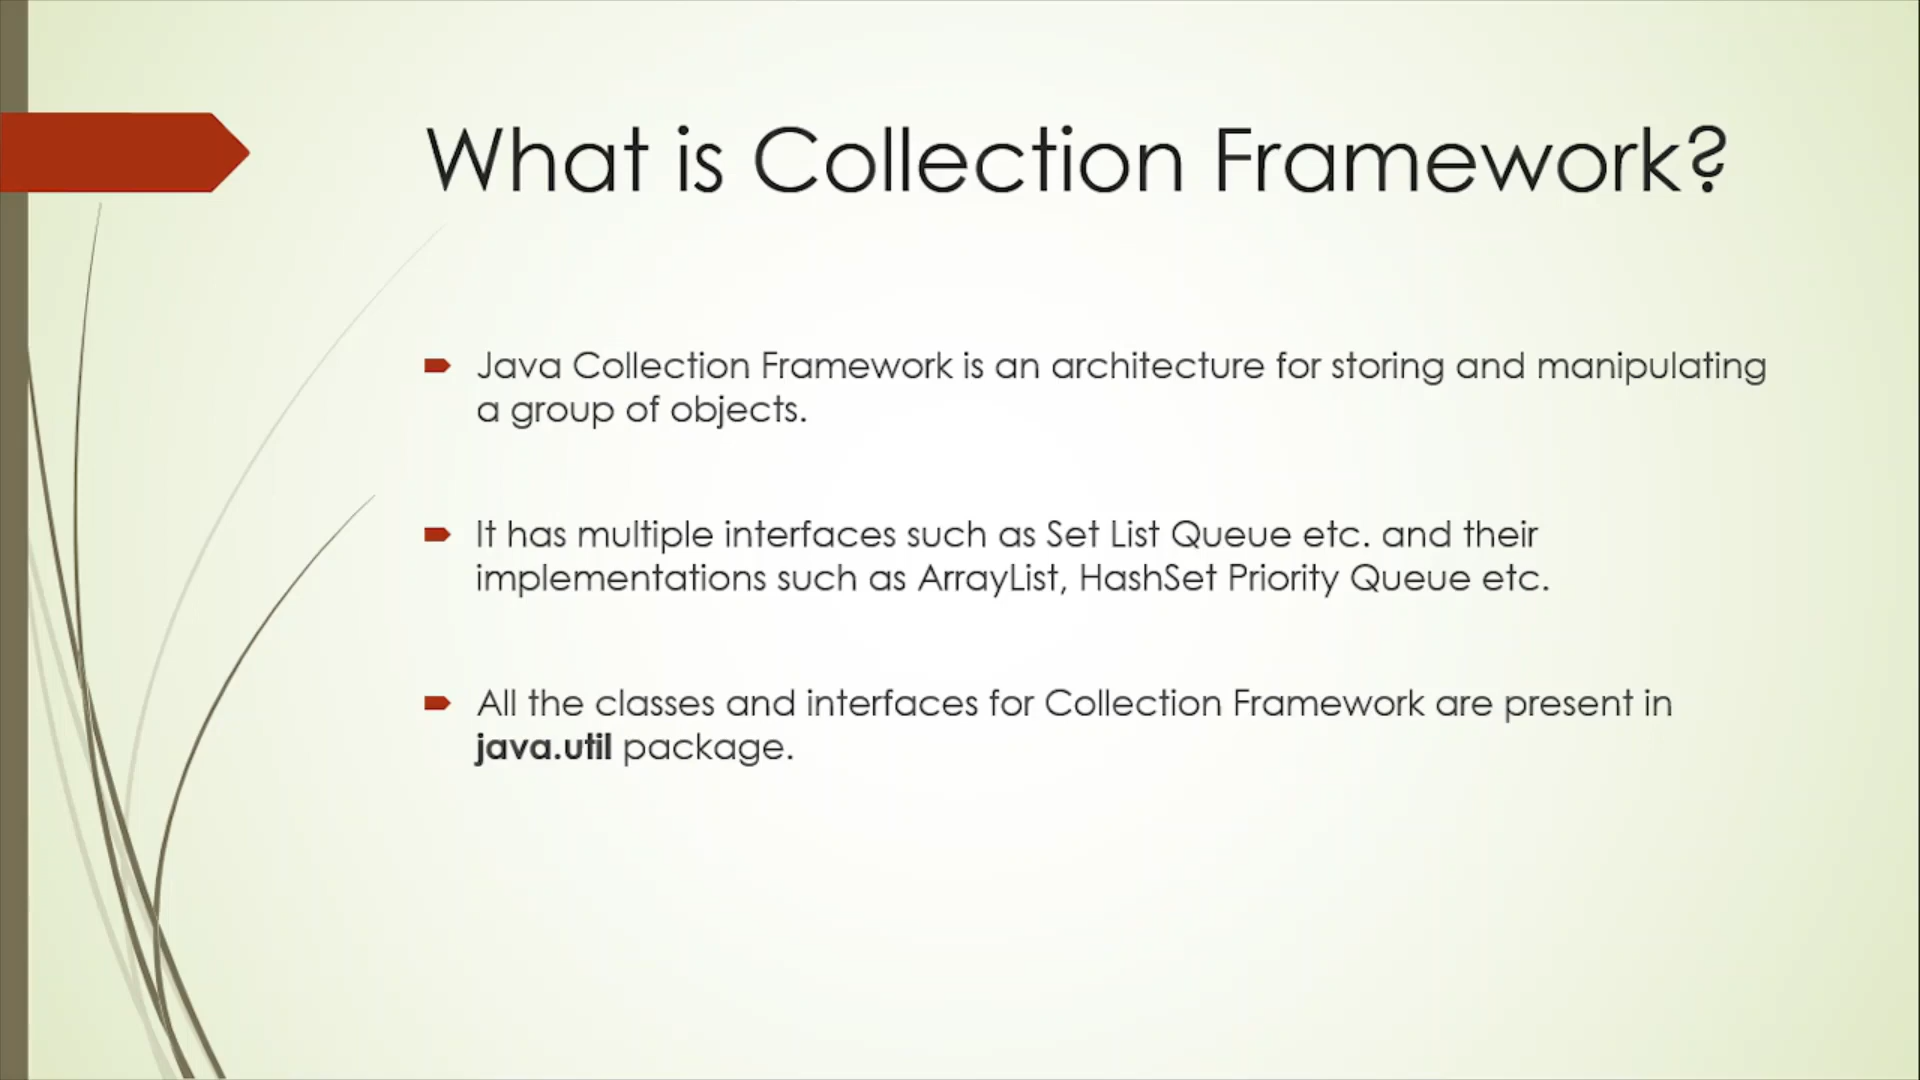 What is Collection Framework?
Java Collection Framework is an architecture for storing and manipulating
a group of objects.
It has multiple interfaces such as Set List Queue etc. and their
implementations such as ArrayList, HashSet Priority Queue etc.
All the classes and interfaces for Collection Framework are present in
java.util package.